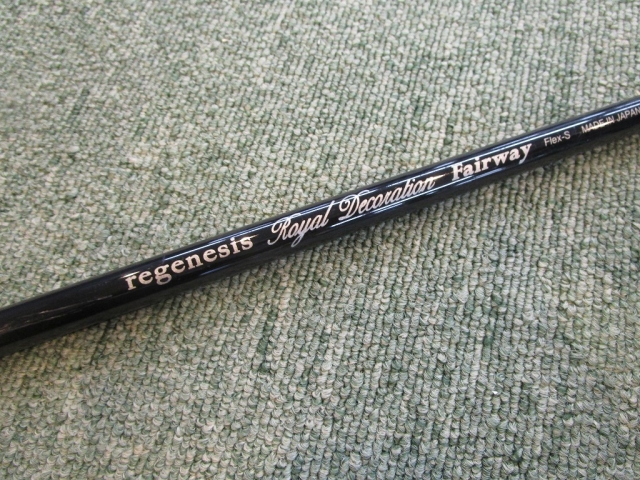 regenesis Royal Decoration Fairway Flex-S MADE IN JAPAN